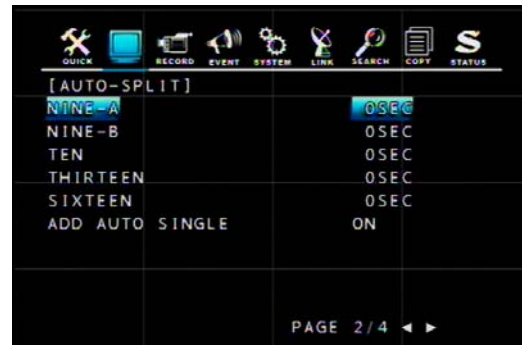 QUICK RECORD EVENT SYSTEM LINK SEARCH COPY STATUS
[AUTO-SPLIT]
NINE-A 0SEC
NINE-B 0SEC
TEN 0SEC
THIRTEEN 0SEC
SIXTEEN 0SEC
ADD AUTO SINGLE ON
PAGE 2/4 ◄ ►